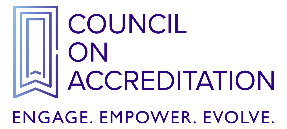 COUNCIL
ON
ACCREDITATION
ENGAGE. EMPOWER. EVOLVE.